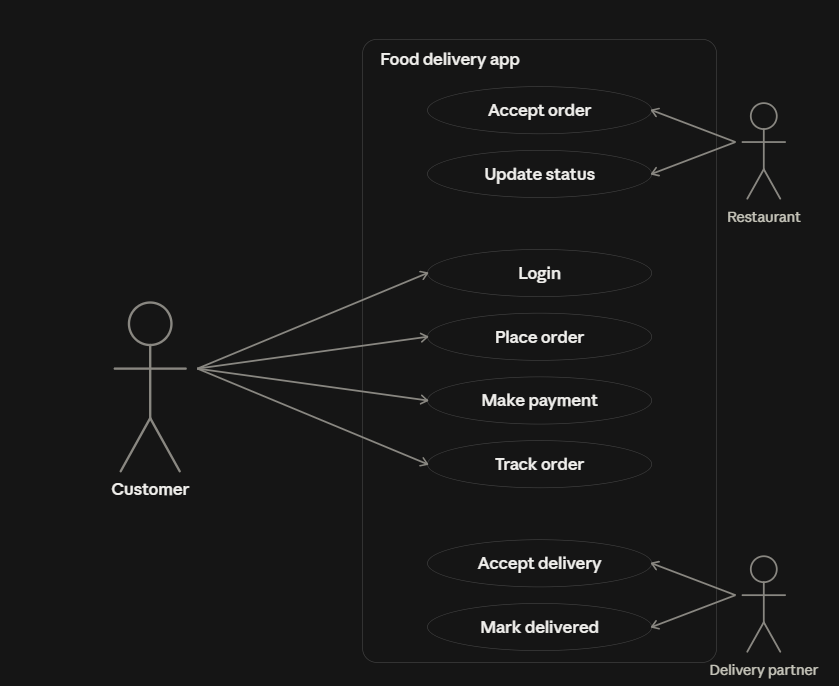 Food delivery app
Accept order
Update status
Restaurant
Login
Place order
Make payment
Track order
Customer
Accept delivery
Mark delivered
Delivery partner